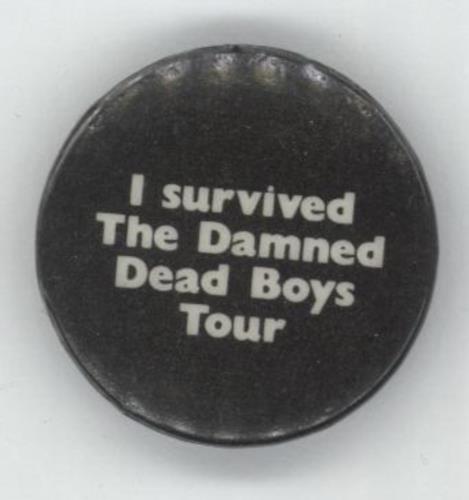 I survived
The Damned
Dead Boys
Tour